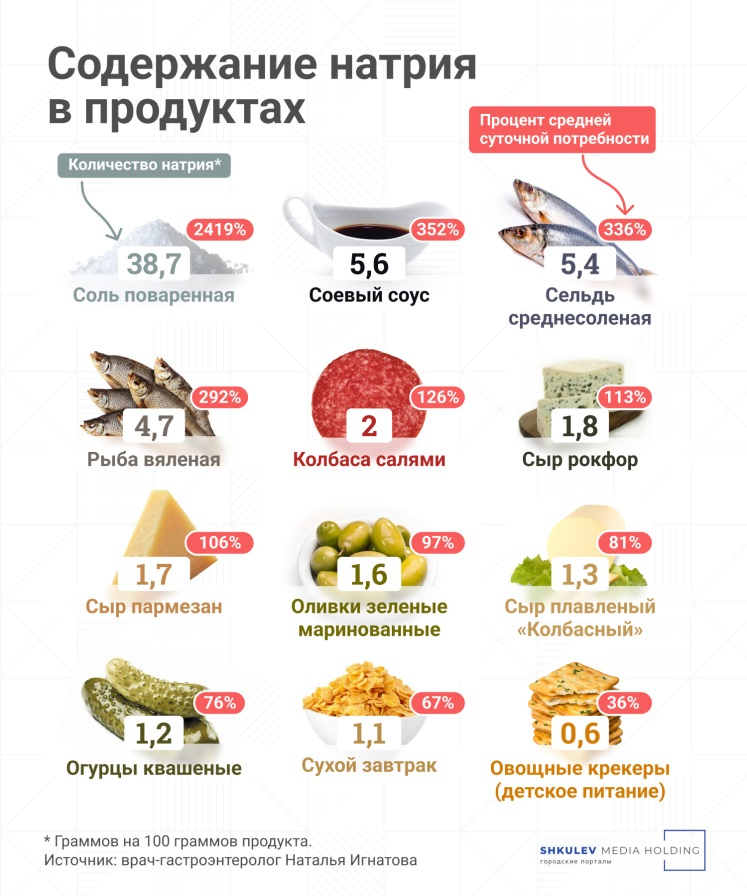 Содержание натрия
в продуктах
Процент средней
суточной потребности
Количество натрия*
2419%
38,7
Соль поваренная
352%
5,6
Соевый соус
336%
5,4
Сельдь
среднесоленая
292%
4,7
Рыба вяленая
126%
2
Колбаса салями
113%
1,8
Сыр рокфор
106%
1,7
Сыр пармезан
97%
1,6
Оливки зеленые
маринованные
81%
1,3
Сыр плавленый
«Колбасный»
76%
1,2
Огурцы квашеные
67%
1,1
Сухой завтрак
36%
0,6
Овощные крекеры
(детское питание)
* Граммов на 100 граммов продукта.
Источник: врач-гастроэнтеролог Наталья Игнатова
SHKULEV MEDIA HOLDING
городские порталы